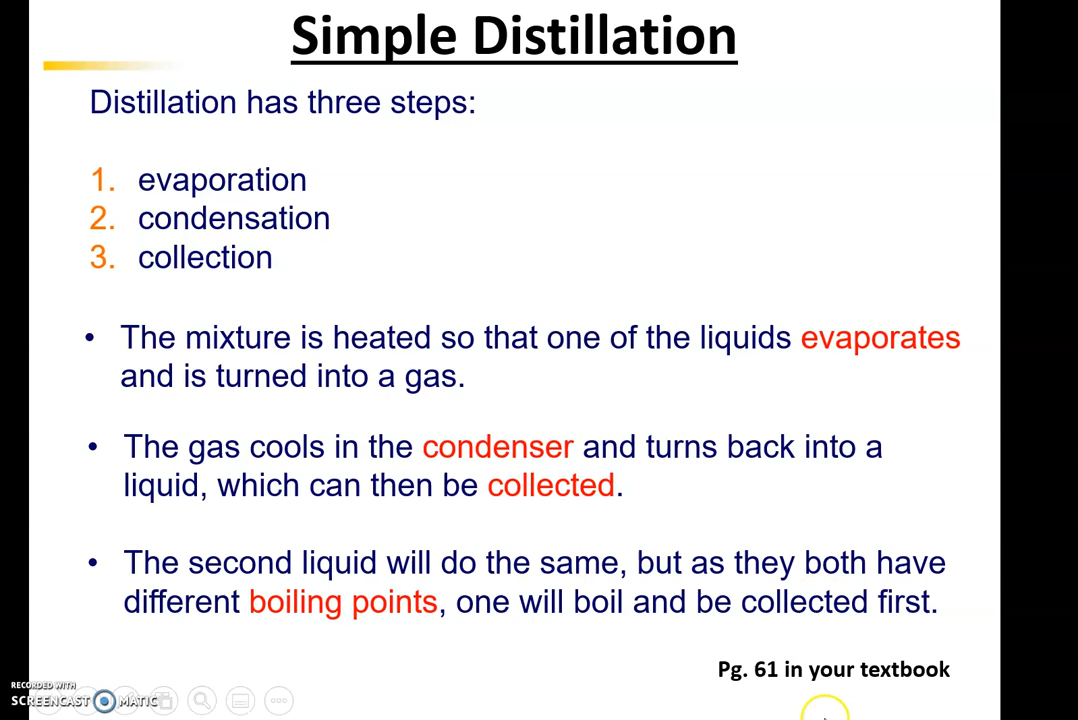 Simple Distillation
Distillation has three steps:
1. evaporation
2. condensation
3. collection
• The mixture is heated so that one of the liquids evaporates
and is turned into a gas.
• The gas cools in the condenser and turns back into a
liquid, which can then be collected.
• The second liquid will do the same, but as they both have
different boiling points, one will boil and be collected first.
Pg. 61 in your textbook
RECORDED WITH
SCREENCAST MATIC